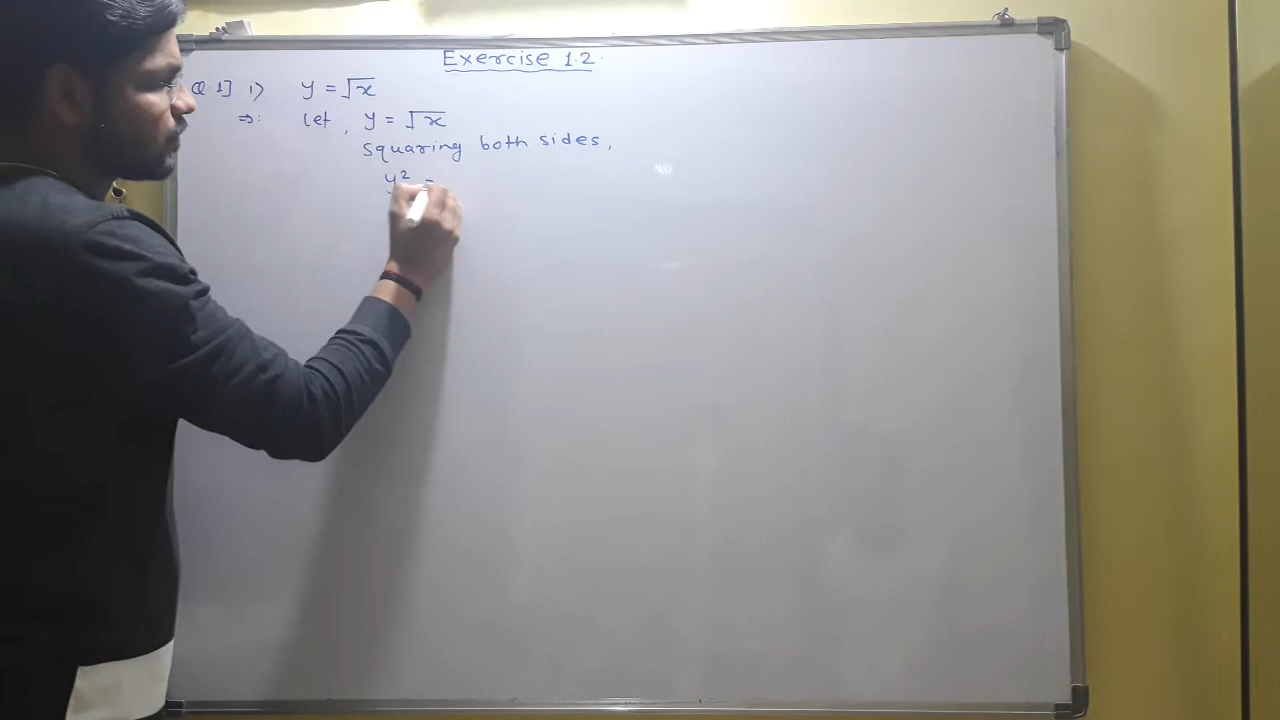 Exercise 1.2.
Q.1] i) y = √x
⇒: let, y = √x
squaring both sides,
y² =